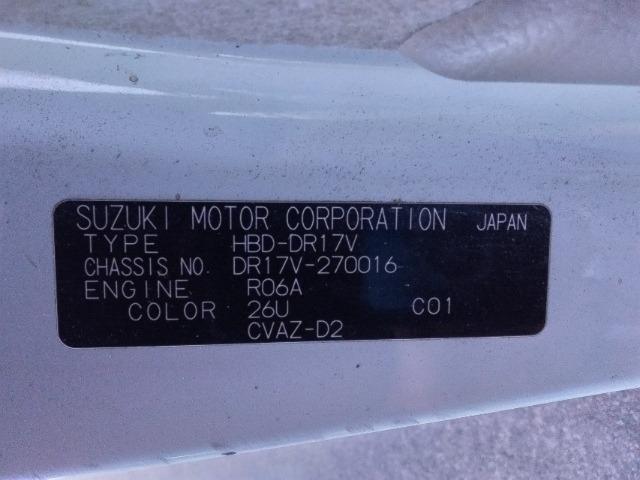 SUZUKI MOTOR CORPORATION JAPAN
TYPE HBD-DR17V
CHASSIS NO. DR17V-270016
ENGINE R06A
COLOR 26U C01
CVAZ-D2